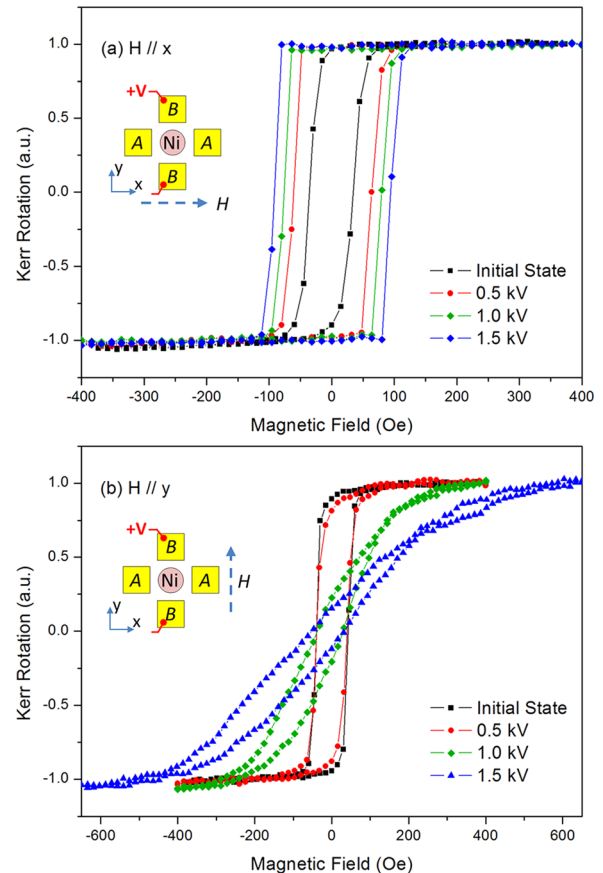 (a) H // x
+V
B
A
Ni
A
B
y
x
H
Initial State
0.5 kV
1.0 kV
1.5 kV
Kerr Rotation (a.u.)
1.0
0.5
0.0
-0.5
-1.0
-400
-300
-200
-100
0
100
200
300
400
Magnetic Field (Oe)
(b) H // y
+V
B
A
Ni
A
H
B
y
x
Initial State
0.5 kV
1.0 kV
1.5 kV
Kerr Rotation (a.u.)
1.0
0.5
0.0
-0.5
-1.0
-600
-400
-200
0
200
400
600
Magnetic Field (Oe)